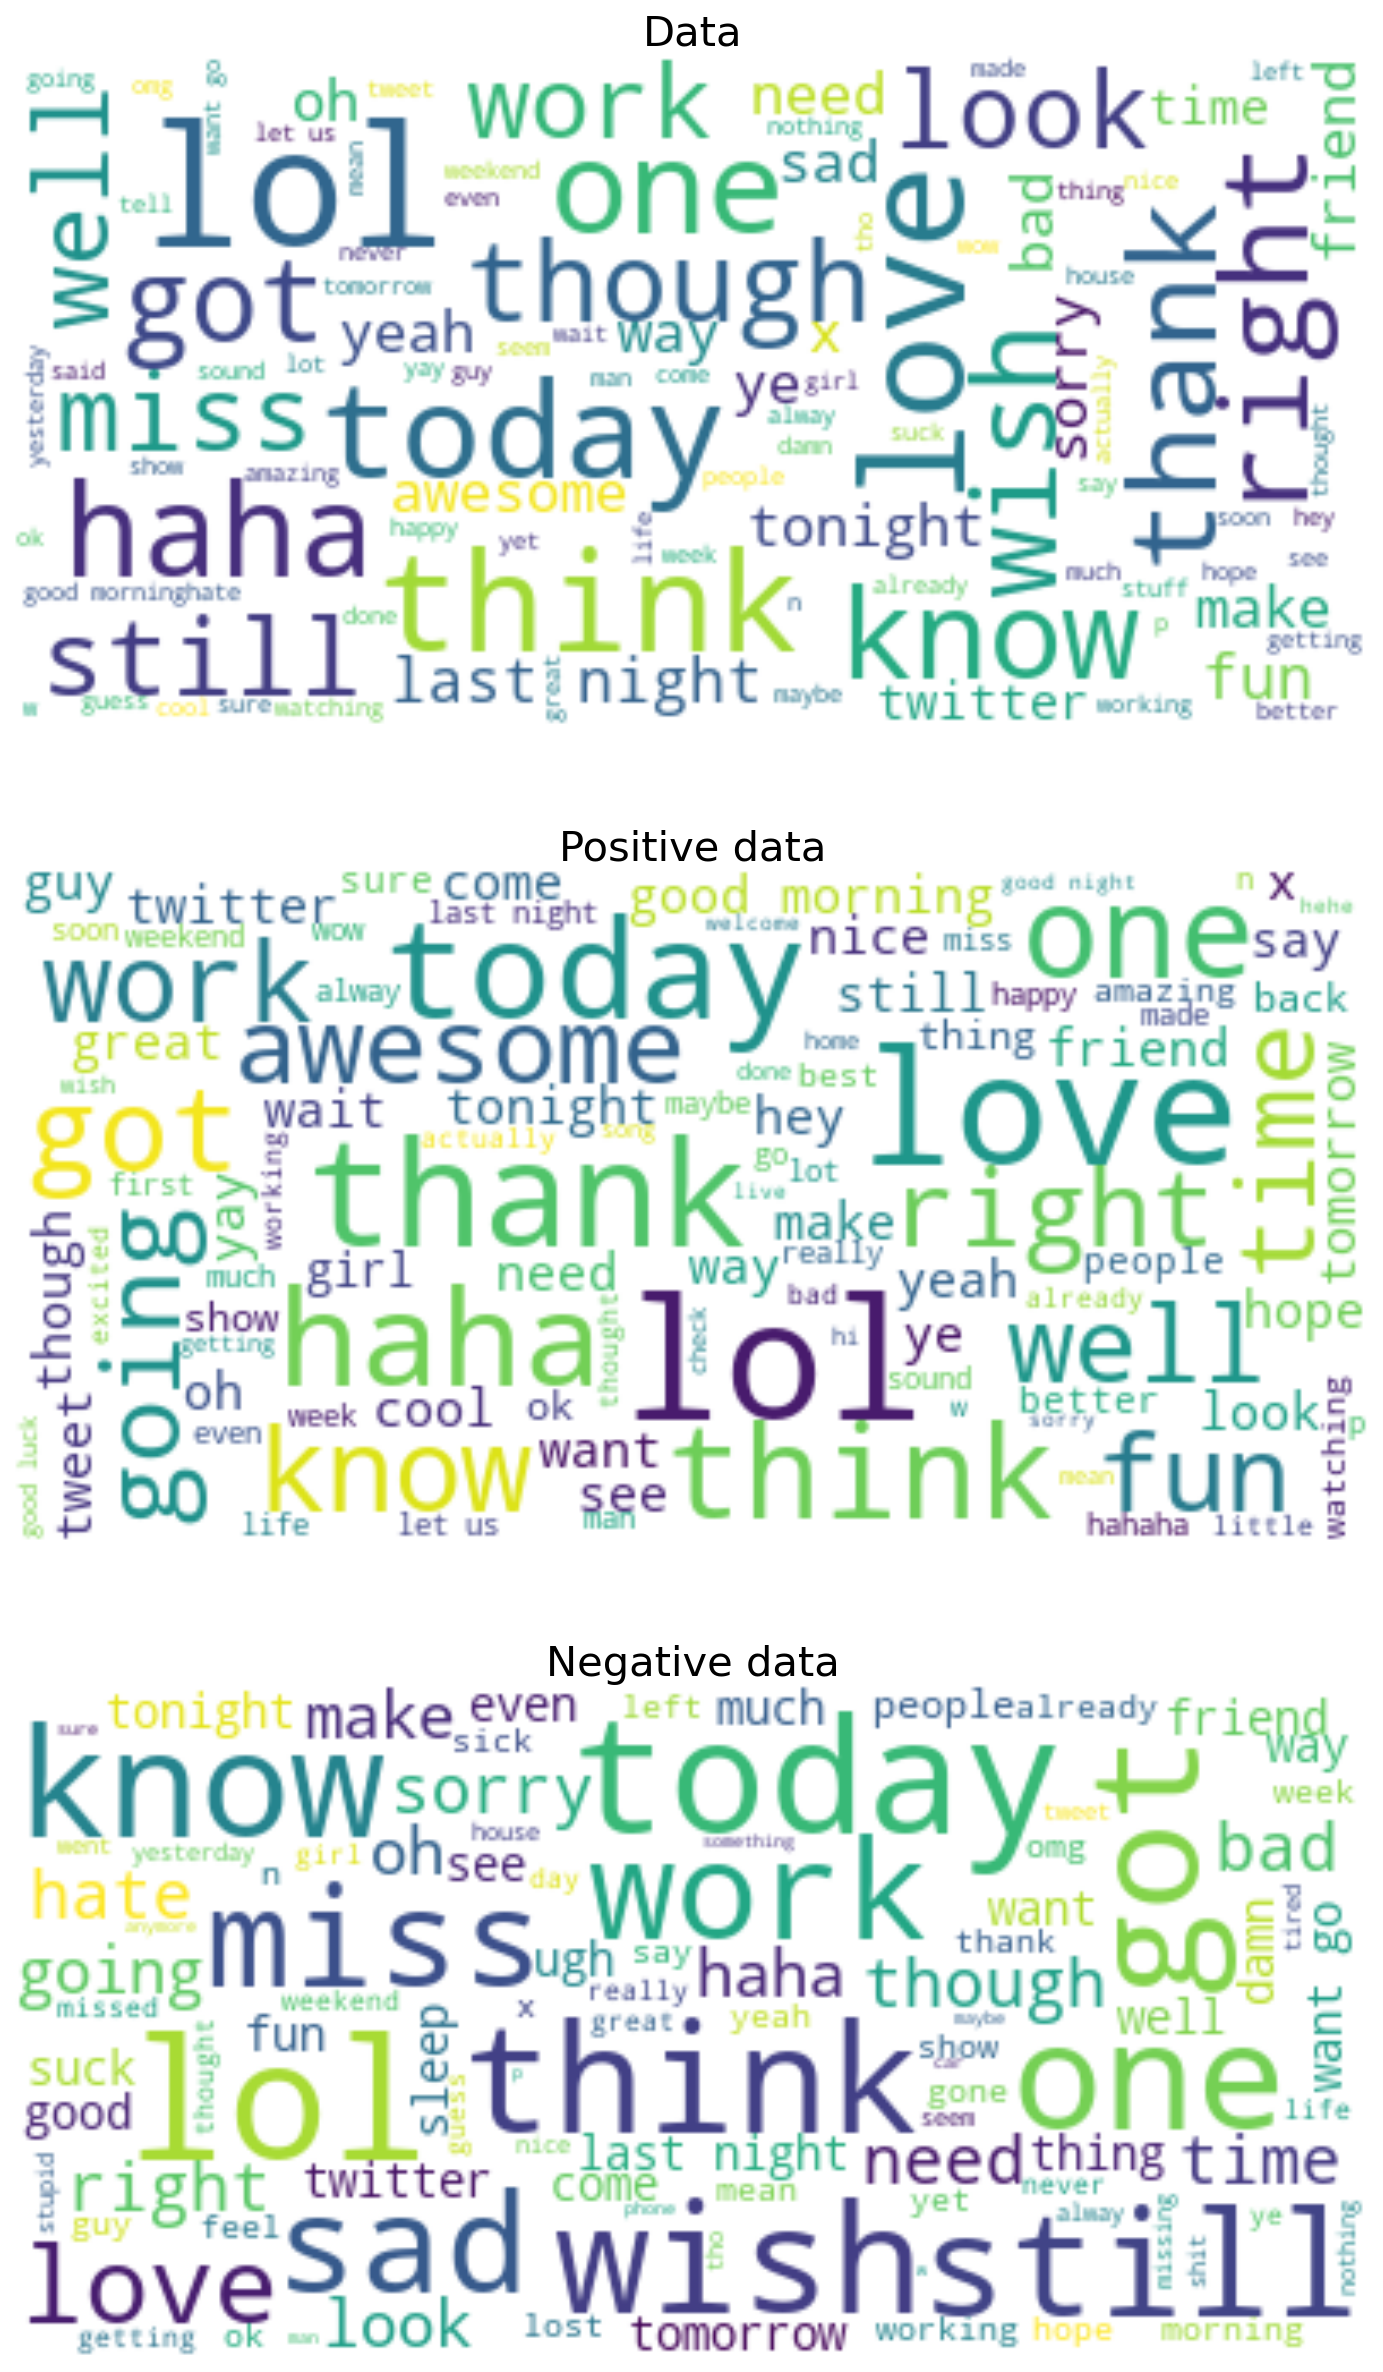 Data
going
omg
want go
oh
tweet
work
need
look
made
time
left
friend
well
lol
let us
mean
nothing
tell
weekend
even
one
sad
love
bad
thing
nice
right
never
tho
wow
thank
got
tomorrow
though
house
yeah
seem
wait
way
x
wish
sorry
yesterday
said
sound
lot
yay
guy
man
come
ye
girl
actually
miss
today
alway
damn
suck
thought
show
amazing
awesome
people
say
haha
happy
yet
life
week
tonight
soon
hey
ok
think
already
much
hope
see
good morning
hate
done
n
know
stuff
p
make
still
last night
great
maybe
getting
fun
w
guess
cool
sure
watching
twitter
working
better
Positive data
guy
twitter
sure
come
good morning
good night
n
x
hehe
soon
weekend
wow
last night
today
welcome
nice
miss
one
say
work
alway
still
happy
amazing
made
back
great
awesome
home
thing
friend
time
tomorrow
wish
wait
tonight
done
best
maybe
hey
love
got
working
actually
song
thank
go
lot
live
right
first
yay
make
really
though
going
excited
much
girl
need
way
people
yeah
bad
already
hope
show
haha
thought
lol
check
hi
ye
well
getting
oh
sound
better
look
p
week
cool
ok
w
sorry
even
tweet
good luck
know
want
think
mean
fun
watching
see
life
let us
man
hahaha
little
Negative data
tonight
make
even
left
much
people
already
friend
know
sure
sick
today
got
way
sorry
week
tweet
went
yesterday
girl
oh
house
see
something
omg
bad
hate
n
day
work
want
anymore
miss
thank
damn
tired
want go
going
ugh
say
haha
though
missed
weekend
really
x
great
yeah
maybe
well
fun
sleep
thought
lol
think
show
car
one
suck
p
gone
good
guess
seem
life
nice
last night
need
thing
time
stupid
right
twitter
come
mean
never
guy
feel
phone
yet
alway
missing
ye
nothing
sad
wish
tho
still
shit
love
look
w
getting
ok
man
lost
tomorrow
working
hope
morning